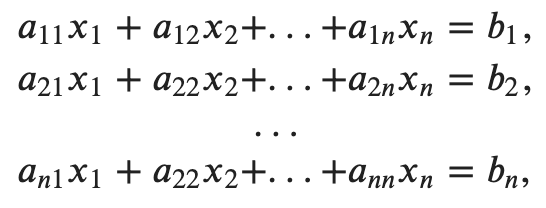 a₁₁x₁ + a₁₂x₂+...+a₁ₙxₙ = b₁,
a₂₁x₁ + a₂₂x₂+...+a₂ₙxₙ = b₂,
...
aₙ₁x₁ + a₂₂x₂+...+aₙₙxₙ = bₙ,